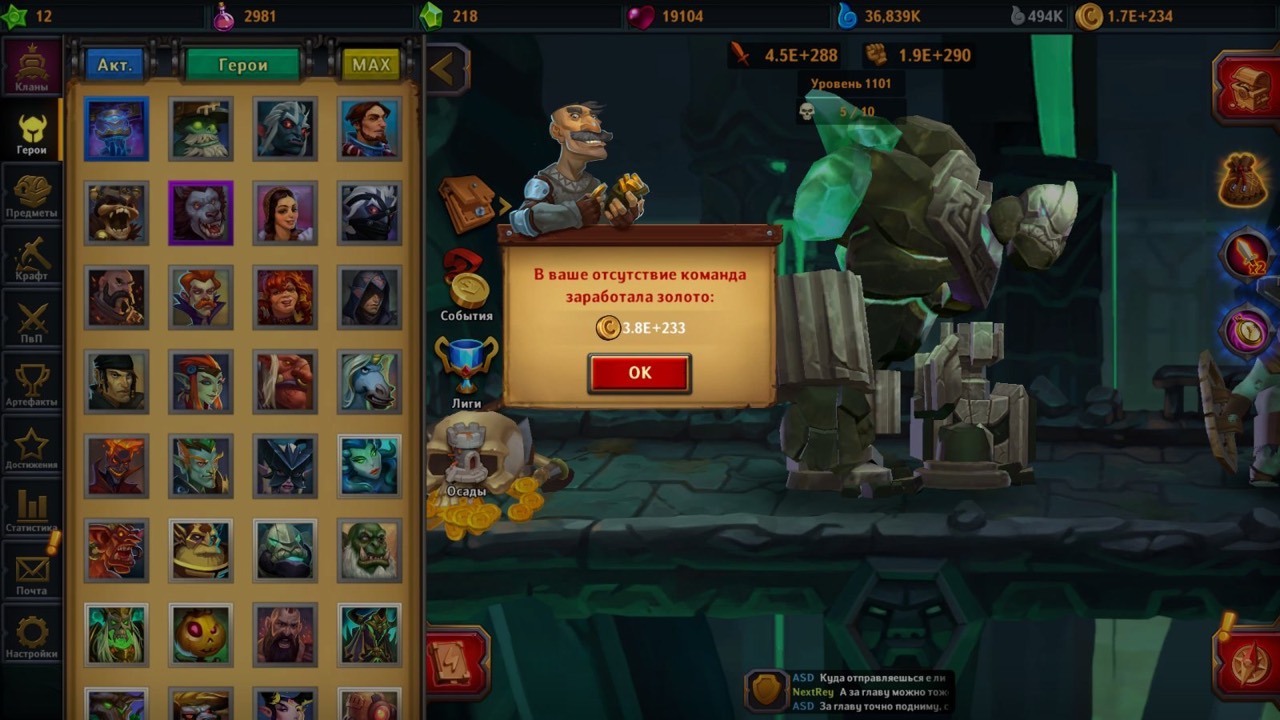 12
2981
218
19104
36,839K
494K
1.7E+234
Кланы
Герои
Предметы
Крафт
ПвП
Артефакты
Достижения
Статистика
Почта
Настройки
Акт.
Герои
MAX
4.5E+288
1.9E+290
Уровень 1101
5 / 10
x2
События
Лиги
Осады
В ваше отсутствие команда
заработала золото:
3.8E+233
OK
ASD Куда отправляешься е ли
NextRey А за главу можно
ASD За главу точно подниму, с